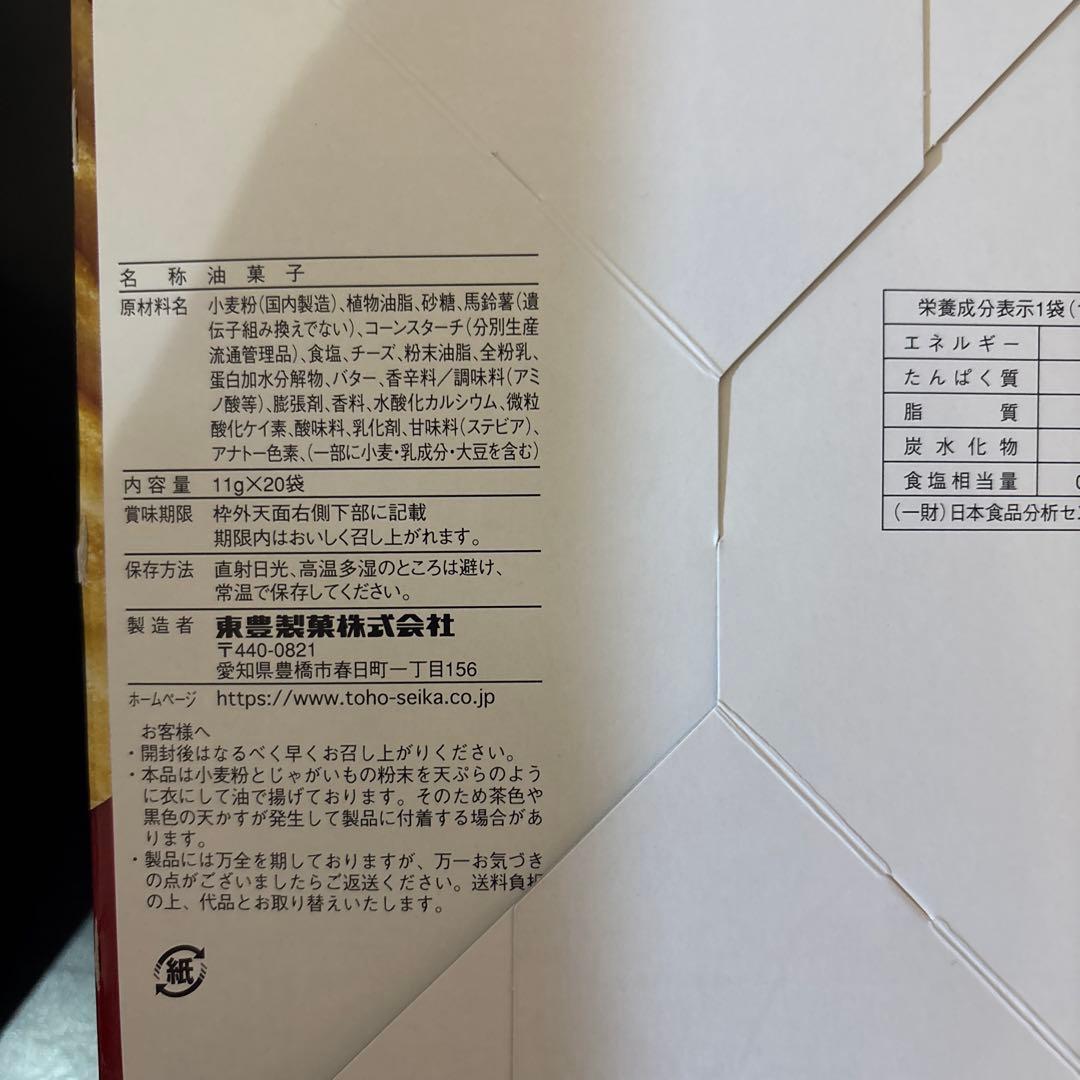 名称 油菓子
原材料名 小麦粉(国内製造)、植物油脂、砂糖、馬鈴薯(遺
伝子組み換えでない)、コーンスターチ(分別生産
流通管理品)、食塩、チーズ、粉末油脂、全粉乳、
蛋白加水分解物、バター、香辛料/調味料(アミ
ノ酸等)、膨張剤、香料、水酸化カルシウム、微粒
酸化ケイ素、酸味料、乳化剤、甘味料(ステビア)、
アナトー色素、(一部に小麦・乳成分・大豆を含む)
内容量 11g×20袋
賞味期限 枠外天面右側下部に記載
期限内はおいしく召し上がれます。
保存方法 直射日光、高温多湿のところは避け、
常温で保存してください。
製造者 東豊製菓株式会社
〒440-0821
愛知県豊橋市春日町一丁目156
ホームページ https://www.toho-seika.co.jp
お客様へ
・開封後はなるべく早くお召し上がりください。
・本品は小麦粉とじゃがいもの粉末を天ぷらのよう
に衣にして油で揚げております。そのため茶色や
黒色の天かすが発生して製品に付着する場合があ
ります。
・製品には万全を期しておりますが、万一お気づき
の点がございましたらご返送ください。送料負担
の上、代品とお取り替えいたします。
紙
栄養成分表示1袋(
エネルギー
たんぱく質
脂質
炭水化物
食塩相当量
(一財)日本食品分析セ